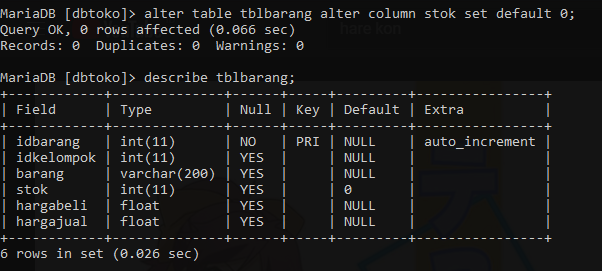 MariaDB [dbtoko]> alter table tblbarang alter column stok set default 0;
Query OK, 0 rows affected (0.066 sec)
Records: 0  Duplicates: 0  Warnings: 0

MariaDB [dbtoko]> describe tblbarang;
+------------+--------------+------+-----+---------+----------------+
| Field      | Type         | Null | Key | Default | Extra          |
+------------+--------------+------+-----+---------+----------------+
| idbarang   | int(11)      | NO   | PRI | NULL    | auto_increment |
| idkelompok | int(11)      | YES  |     | NULL    |                |
| barang     | varchar(200) | YES  |     | NULL    |                |
| stok       | int(11)      | YES  |     | 0       |                |
| hargabeli  | float        | YES  |     | NULL    |                |
| hargajual  | float        | YES  |     | NULL    |                |
+------------+--------------+------+-----+---------+----------------+
6 rows in set (0.026 sec)